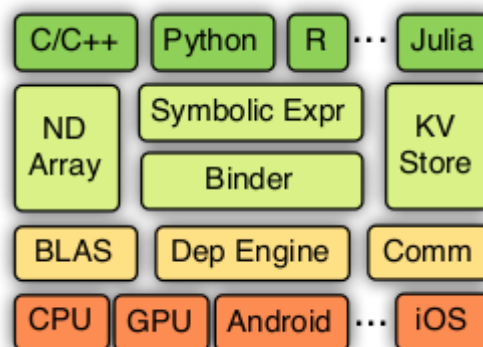 C/C++ Python R ... Julia
ND Array
Symbolic Expr
Binder
KV Store
BLAS Dep Engine Comm
CPU GPU Android ... iOS